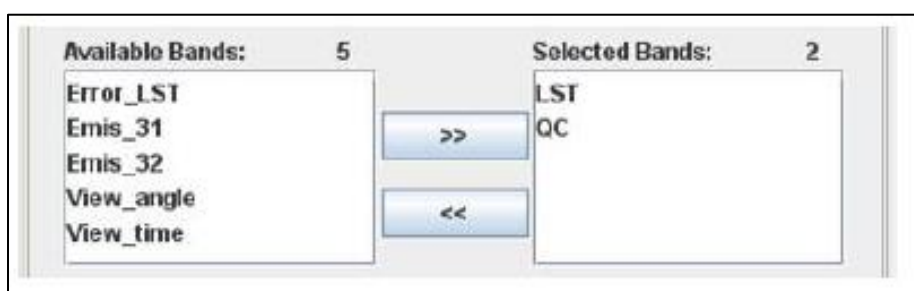 Available Bands: 5
Error_LST
Emis_31
Emis_32
View_angle
View_time
>>
<<
Selected Bands: 2
LST
QC